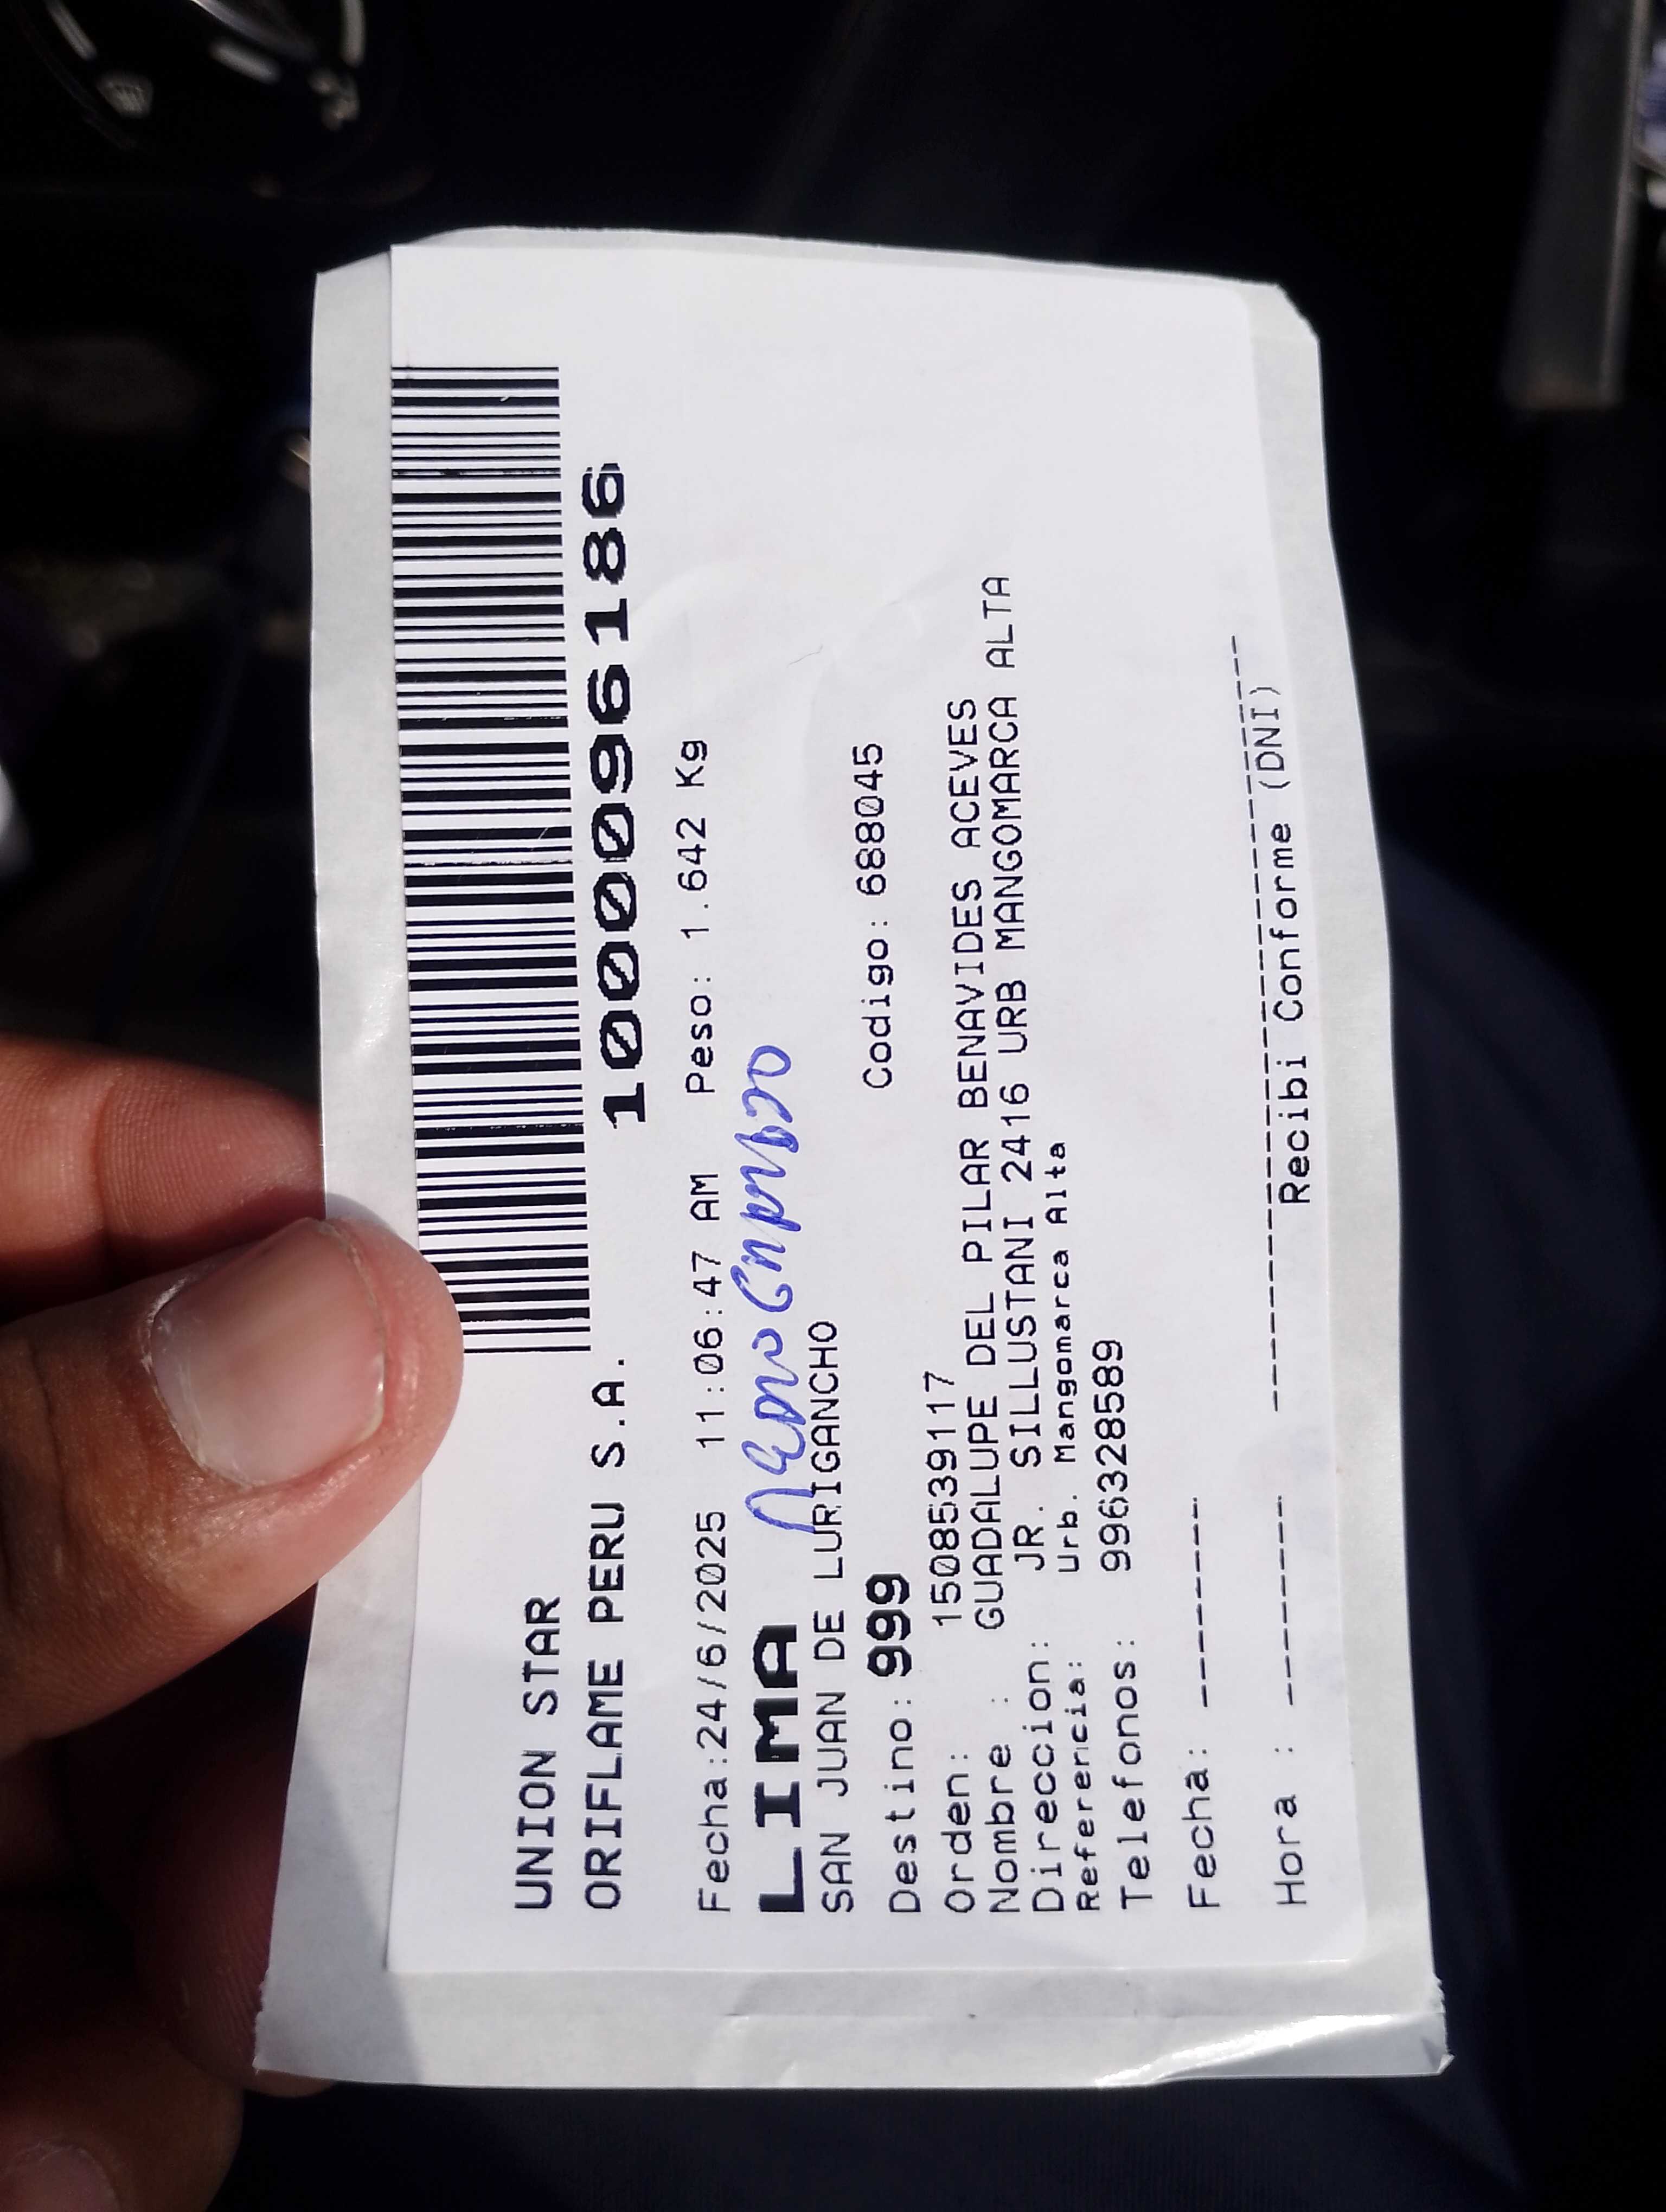 UNION STAR
ORIFLAME PERU S.A.
1000096186
Fecha:24/6/2025 11:06:47 AM Peso: 1.642 Kg
LIMA
SAN JUAN DE LURIGANCHO
Destino: 999 Codigo: 688045
Orden: 1508539117
Nombre : GUADALUPE DEL PILAR BENAVIDES ACEVES
Direccion: JR. SILLUSTANI 2416 URB MANGOMARCA ALTA
Referencia: Urb. Mangomarca Alta
Telefonos: 996328589
Fecha: --------
Hora : --------
Recibi Conforme (DNI)